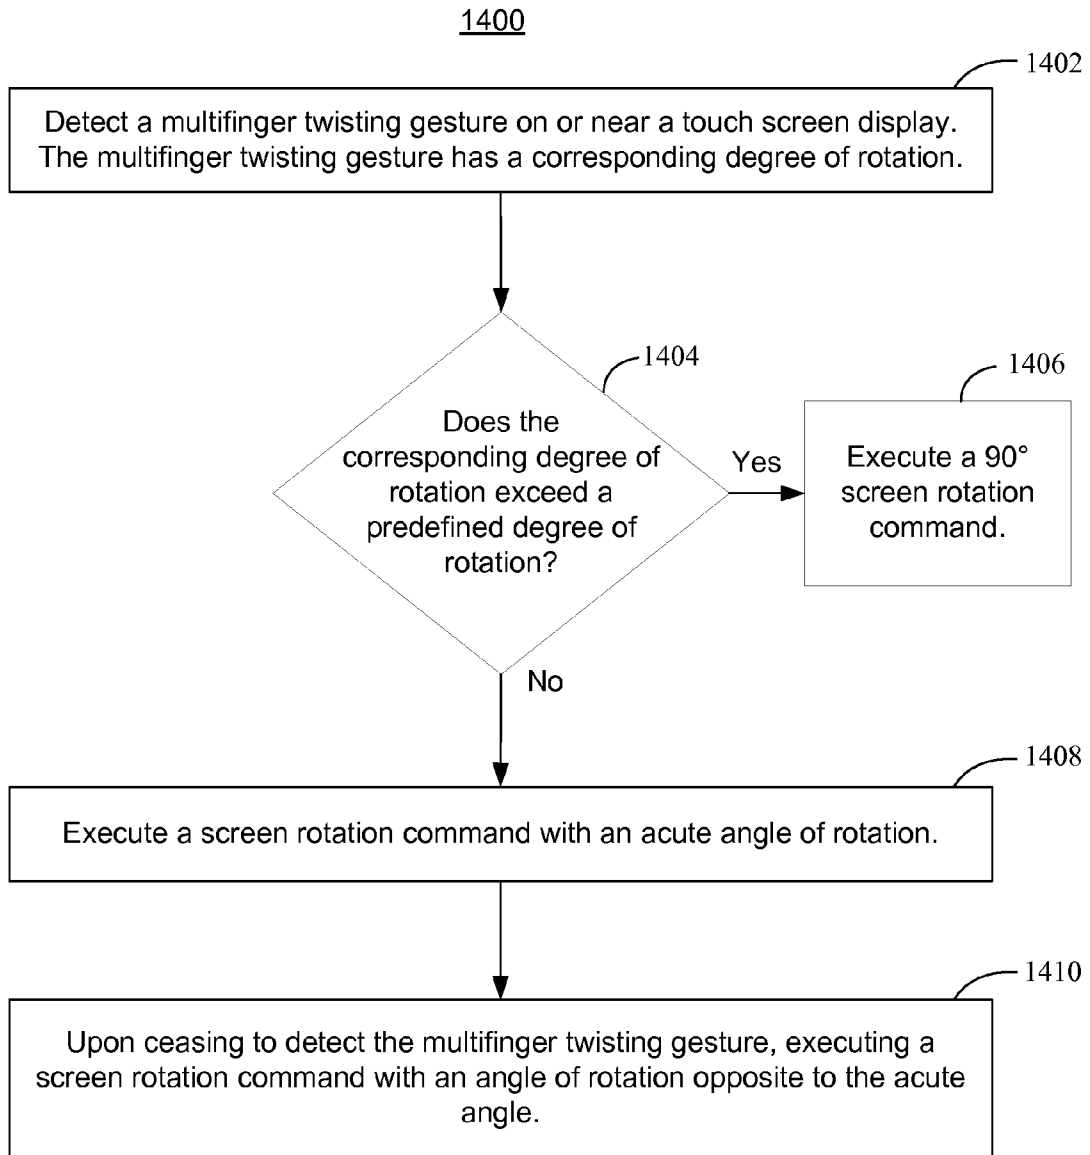 1400
1402
Detect a multifinger twisting gesture on or near a touch screen display.
The multifinger twisting gesture has a corresponding degree of rotation.
1404
1406
Does the
corresponding degree of
rotation exceed a
predefined degree of
rotation?
Yes
Execute a 90°
screen rotation
command.
No
1408
Execute a screen rotation command with an acute angle of rotation.
1410
Upon ceasing to detect the multifinger twisting gesture, executing a
screen rotation command with an angle of rotation opposite to the acute
angle.